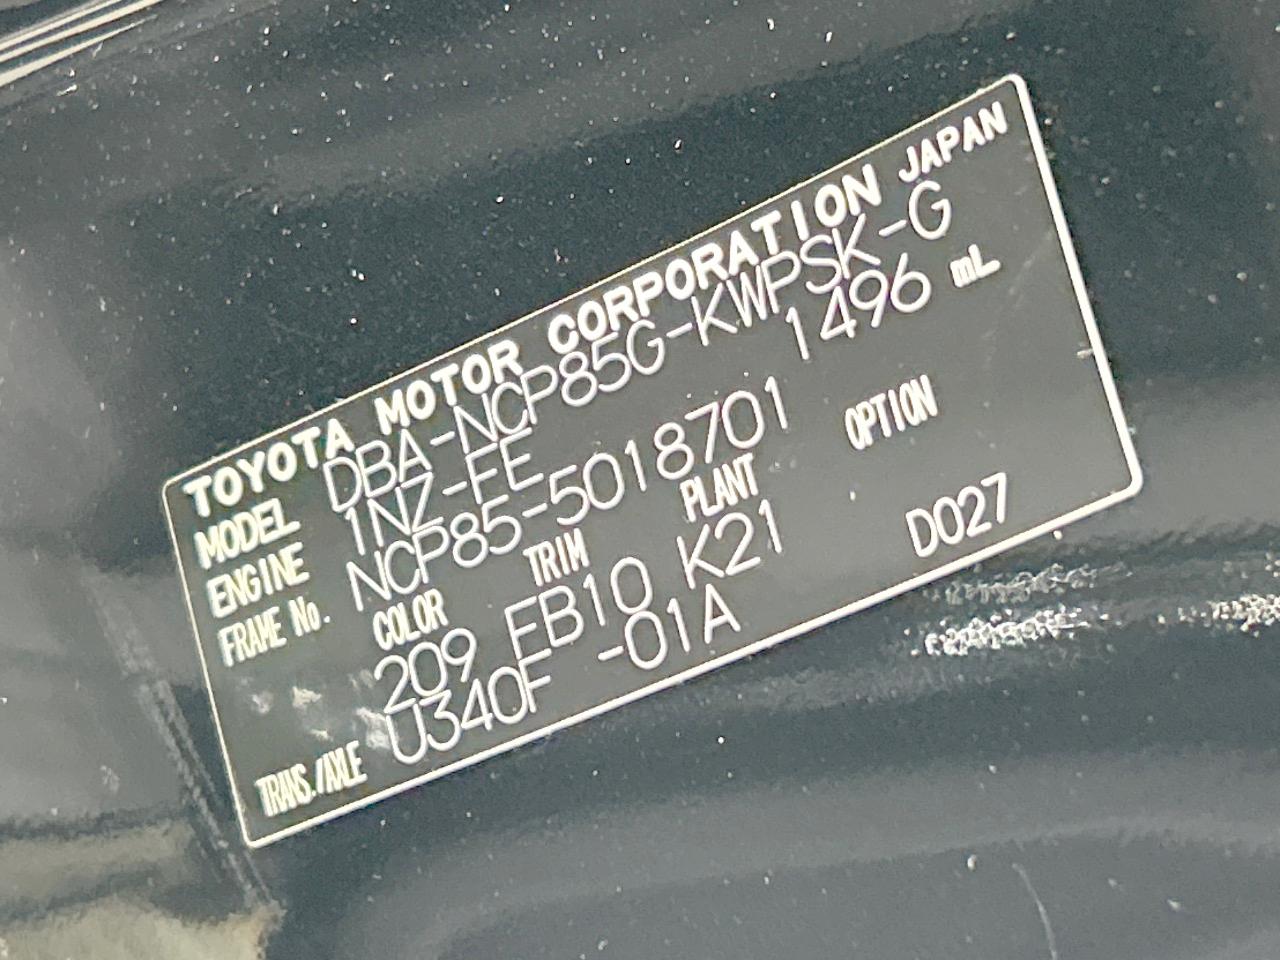 TOYOTA MOTOR CORPORATION JAPAN
MODEL DBA-NCP85G-KWPSK-G
ENGINE 1NZ-FE 1496 mL
FRAME No. NCP85-5018701
COLOR TRIM PLANT OPTION
209 FB10 K21 D027
TRANS./AXLE U340F -01A